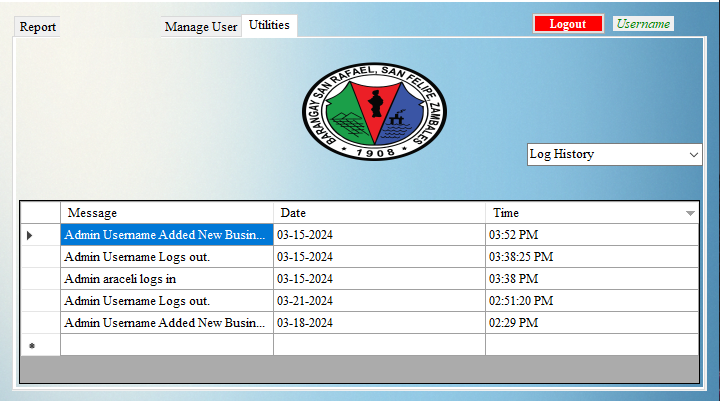 Report Manage User Utilities Logout Username
BARANGAY SAN RAFAEL, SAN FELIPE, ZAMBALES
* 1908 *
Log History
Message Date Time
Admin Username Added New Busin... 03-15-2024 03:52 PM
Admin Username Logs out. 03-15-2024 03:38:25 PM
Admin araceli logs in 03-15-2024 03:38 PM
Admin Username Logs out. 03-21-2024 02:51:20 PM
Admin Username Added New Busin... 03-18-2024 02:29 PM